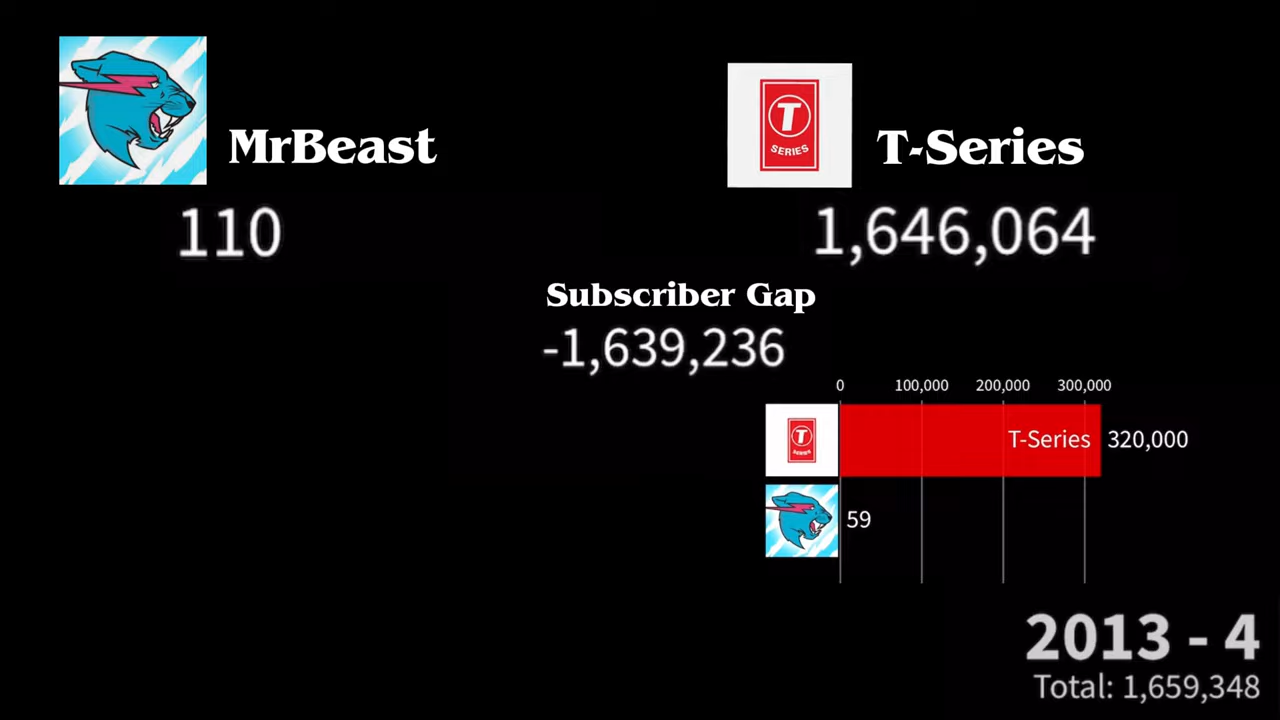 MrBeast
T
SERIES
T-Series
110
1,646,064
Subscriber Gap
-1,639,236
0 100,000 200,000 300,000
T
SERIES
T-Series 320,000
59
2013 - 4
Total: 1,659,348